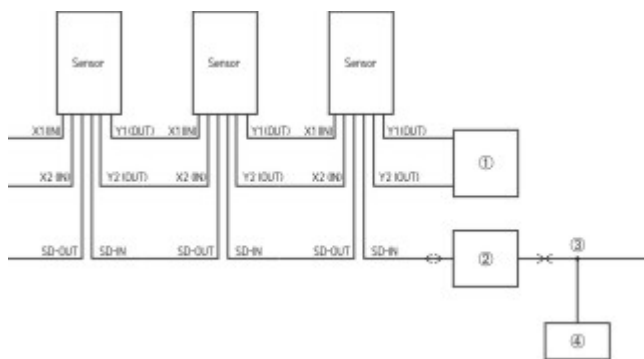 Sensor Sensor Sensor
X1(IN) Y1(OUT) X1(IN) Y1(OUT) X1(IN) Y1(OUT)
X2 (IN) Y2 (OUT) X2 (IN) Y2 (OUT) X2 (IN) Y2 (OUT)
①
SD-OUT SD-IN SD-OUT SD-IN SD-OUT SD-IN
② ③
④